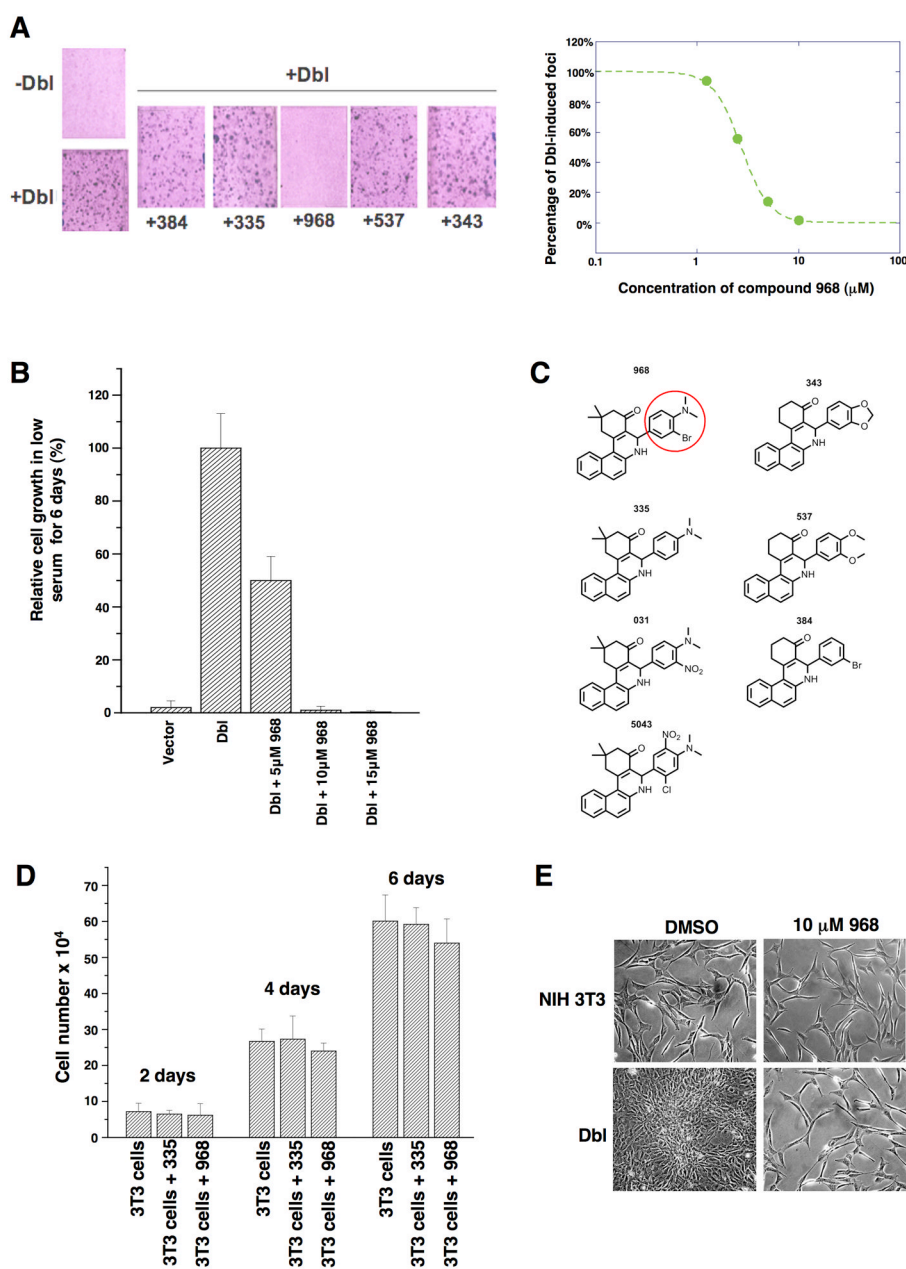 A
-Dbl
+Dbl
+Dbl
+384
+335
+968
+537
+343
Percentage of Dbl-induced foci
120%
100%
80%
60%
40%
20%
0%
0.1
1
10
100
Concentration of compound 968 (μM)
B
Relative cell growth in low
serum for 6 days (%)
120
100
80
60
40
20
0
Vector
Dbl
Dbl + 5μM 968
Dbl + 10μM 968
Dbl + 15μM 968
C
968
O
N
Br
NH
343
O
O
O
NH
335
O
N
NH
537
O
O
O
NH
031
O
N
NO2
NH
384
O
Br
NH
5043
NO2
O
N
NH
Cl
D
Cell number x 10⁴
70
60
50
40
30
20
10
0
2 days
4 days
6 days
3T3 cells
3T3 cells + 335
3T3 cells + 968
3T3 cells
3T3 cells + 335
3T3 cells + 968
3T3 cells
3T3 cells + 335
3T3 cells + 968
E
DMSO
10 μM 968
NIH 3T3
Dbl